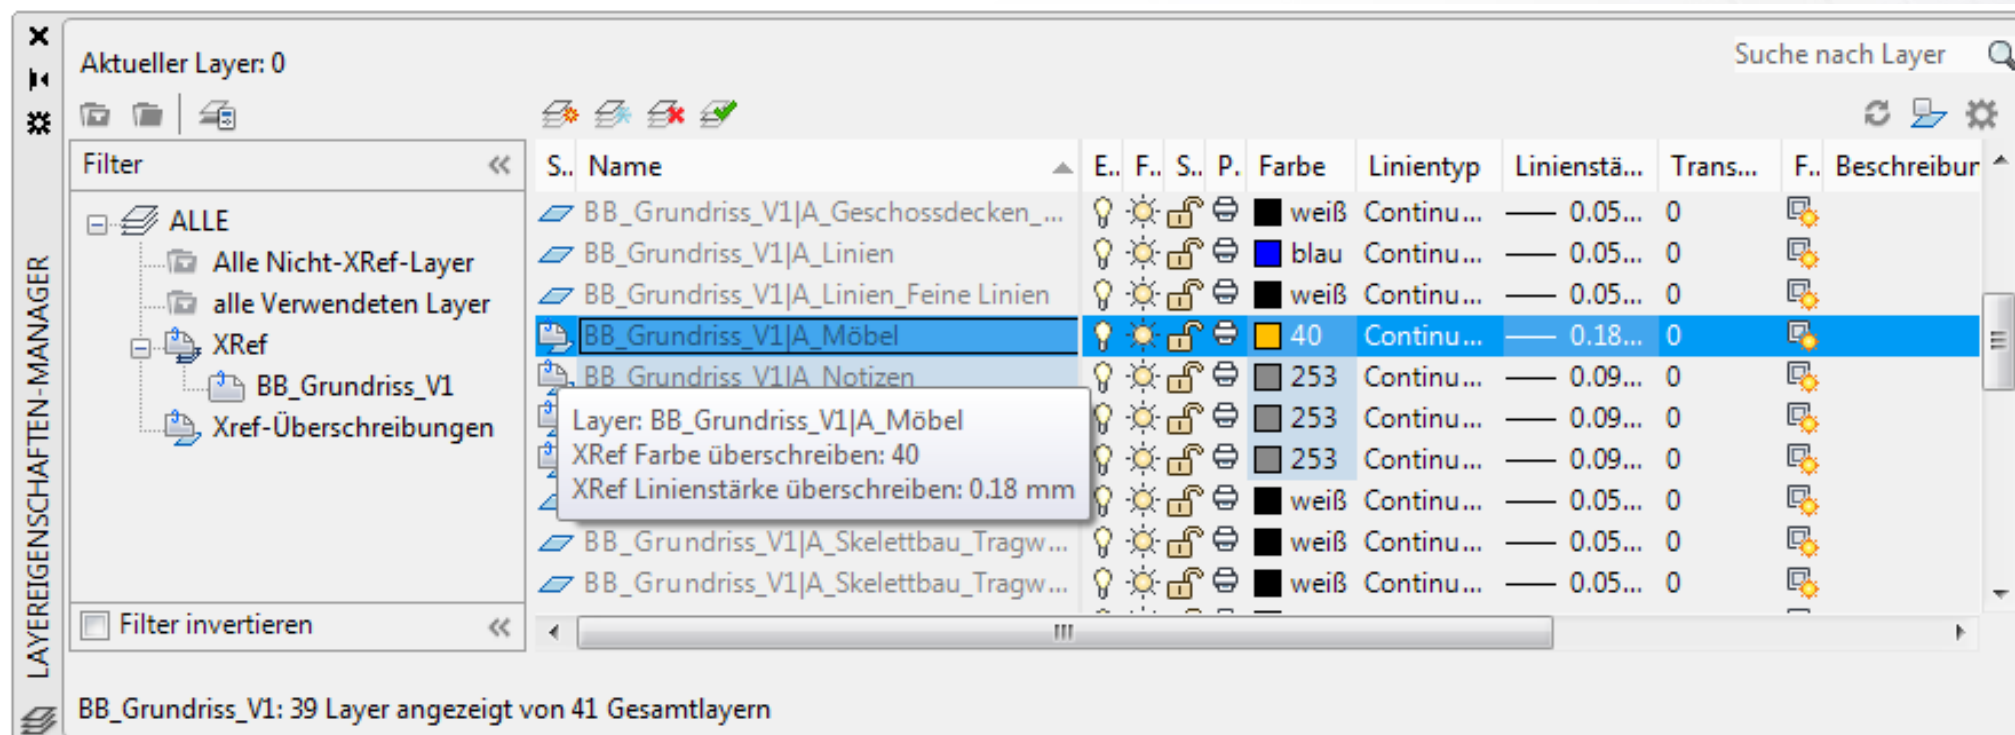 Aktueller Layer: 0
Suche nach Layer
Filter
ALLE
Alle Nicht-XRef-Layer
alle Verwendeten Layer
XRef
BB_Grundriss_V1
Xref-Überschreibungen
Filter invertieren
S.. Name E.. F.. S.. P. Farbe Linientyp Linienstä... Trans... F.. Beschreibun
BB_Grundriss_V1|A_Geschossdecken_... weiß Continu... 0.05... 0
BB_Grundriss_V1|A_Linien blau Continu... 0.05... 0
BB_Grundriss_V1|A_Linien_Feine Linien weiß Continu... 0.05... 0
BB_Grundriss_V1|A_Möbel 40 Continu... 0.18... 0
BB_Grundriss_V1|A_Notizen 253 Continu... 0.09... 0
253 Continu... 0.09... 0
253 Continu... 0.09... 0
weiß Continu... 0.05... 0
BB_Grundriss_V1|A_Skelettbau_Tragw... weiß Continu... 0.05... 0
BB_Grundriss_V1|A_Skelettbau_Tragw... weiß Continu... 0.05... 0
Layer: BB_Grundriss_V1|A_Möbel
XRef Farbe überschreiben: 40
XRef Linienstärke überschreiben: 0.18 mm
LAYEREIGENSCHAFTEN-MANAGER
BB_Grundriss_V1: 39 Layer angezeigt von 41 Gesamtlayern